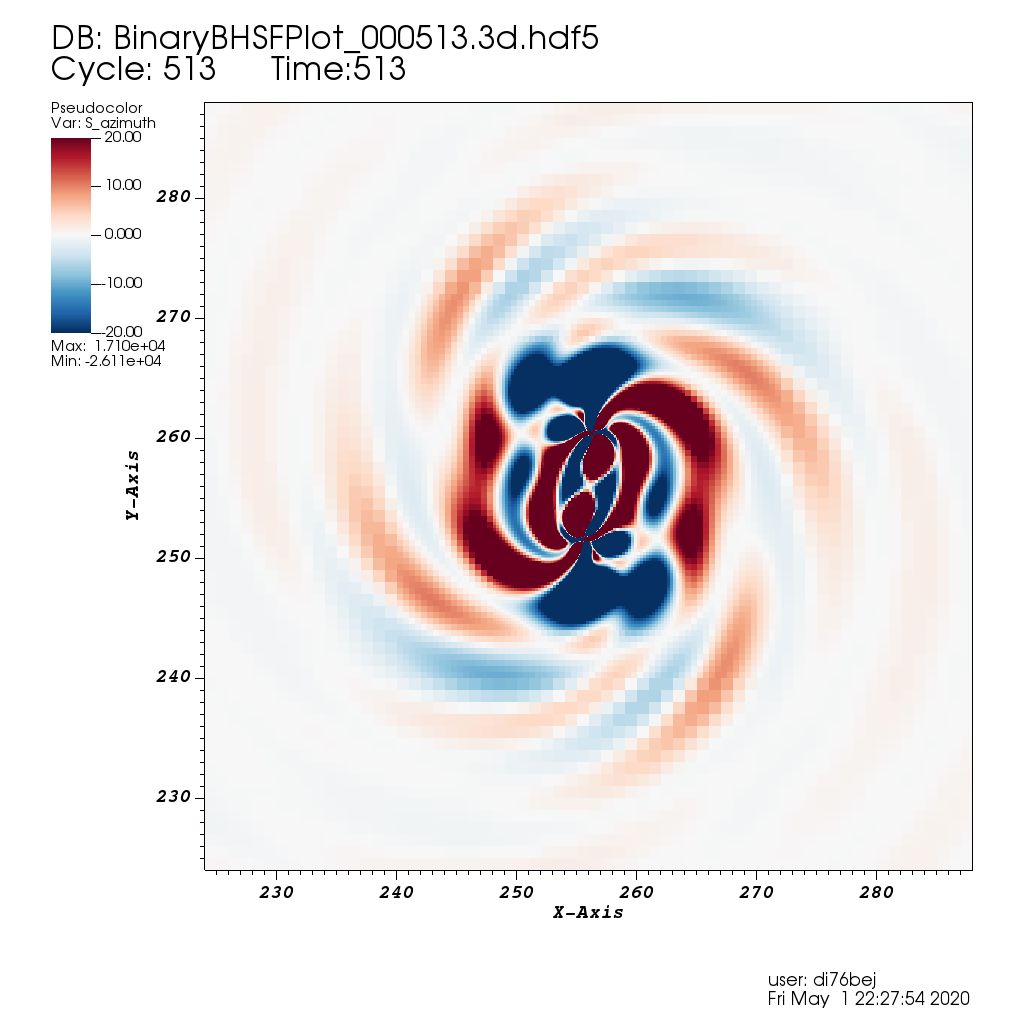 DB: BinaryBHSFPlot_000513.3d.hdf5
Cycle: 513 Time:513
Pseudocolor
Var: S_azimuth
20.00
10.00
0.000
-10.00
-20.00
Max: 1.710e+04
Min: -2.611e+04
280
270
260
250
240
230
Y-Axis
230 240 250 260 270 280
X-Axis
user: di76bej
Fri May 1 22:27:54 2020